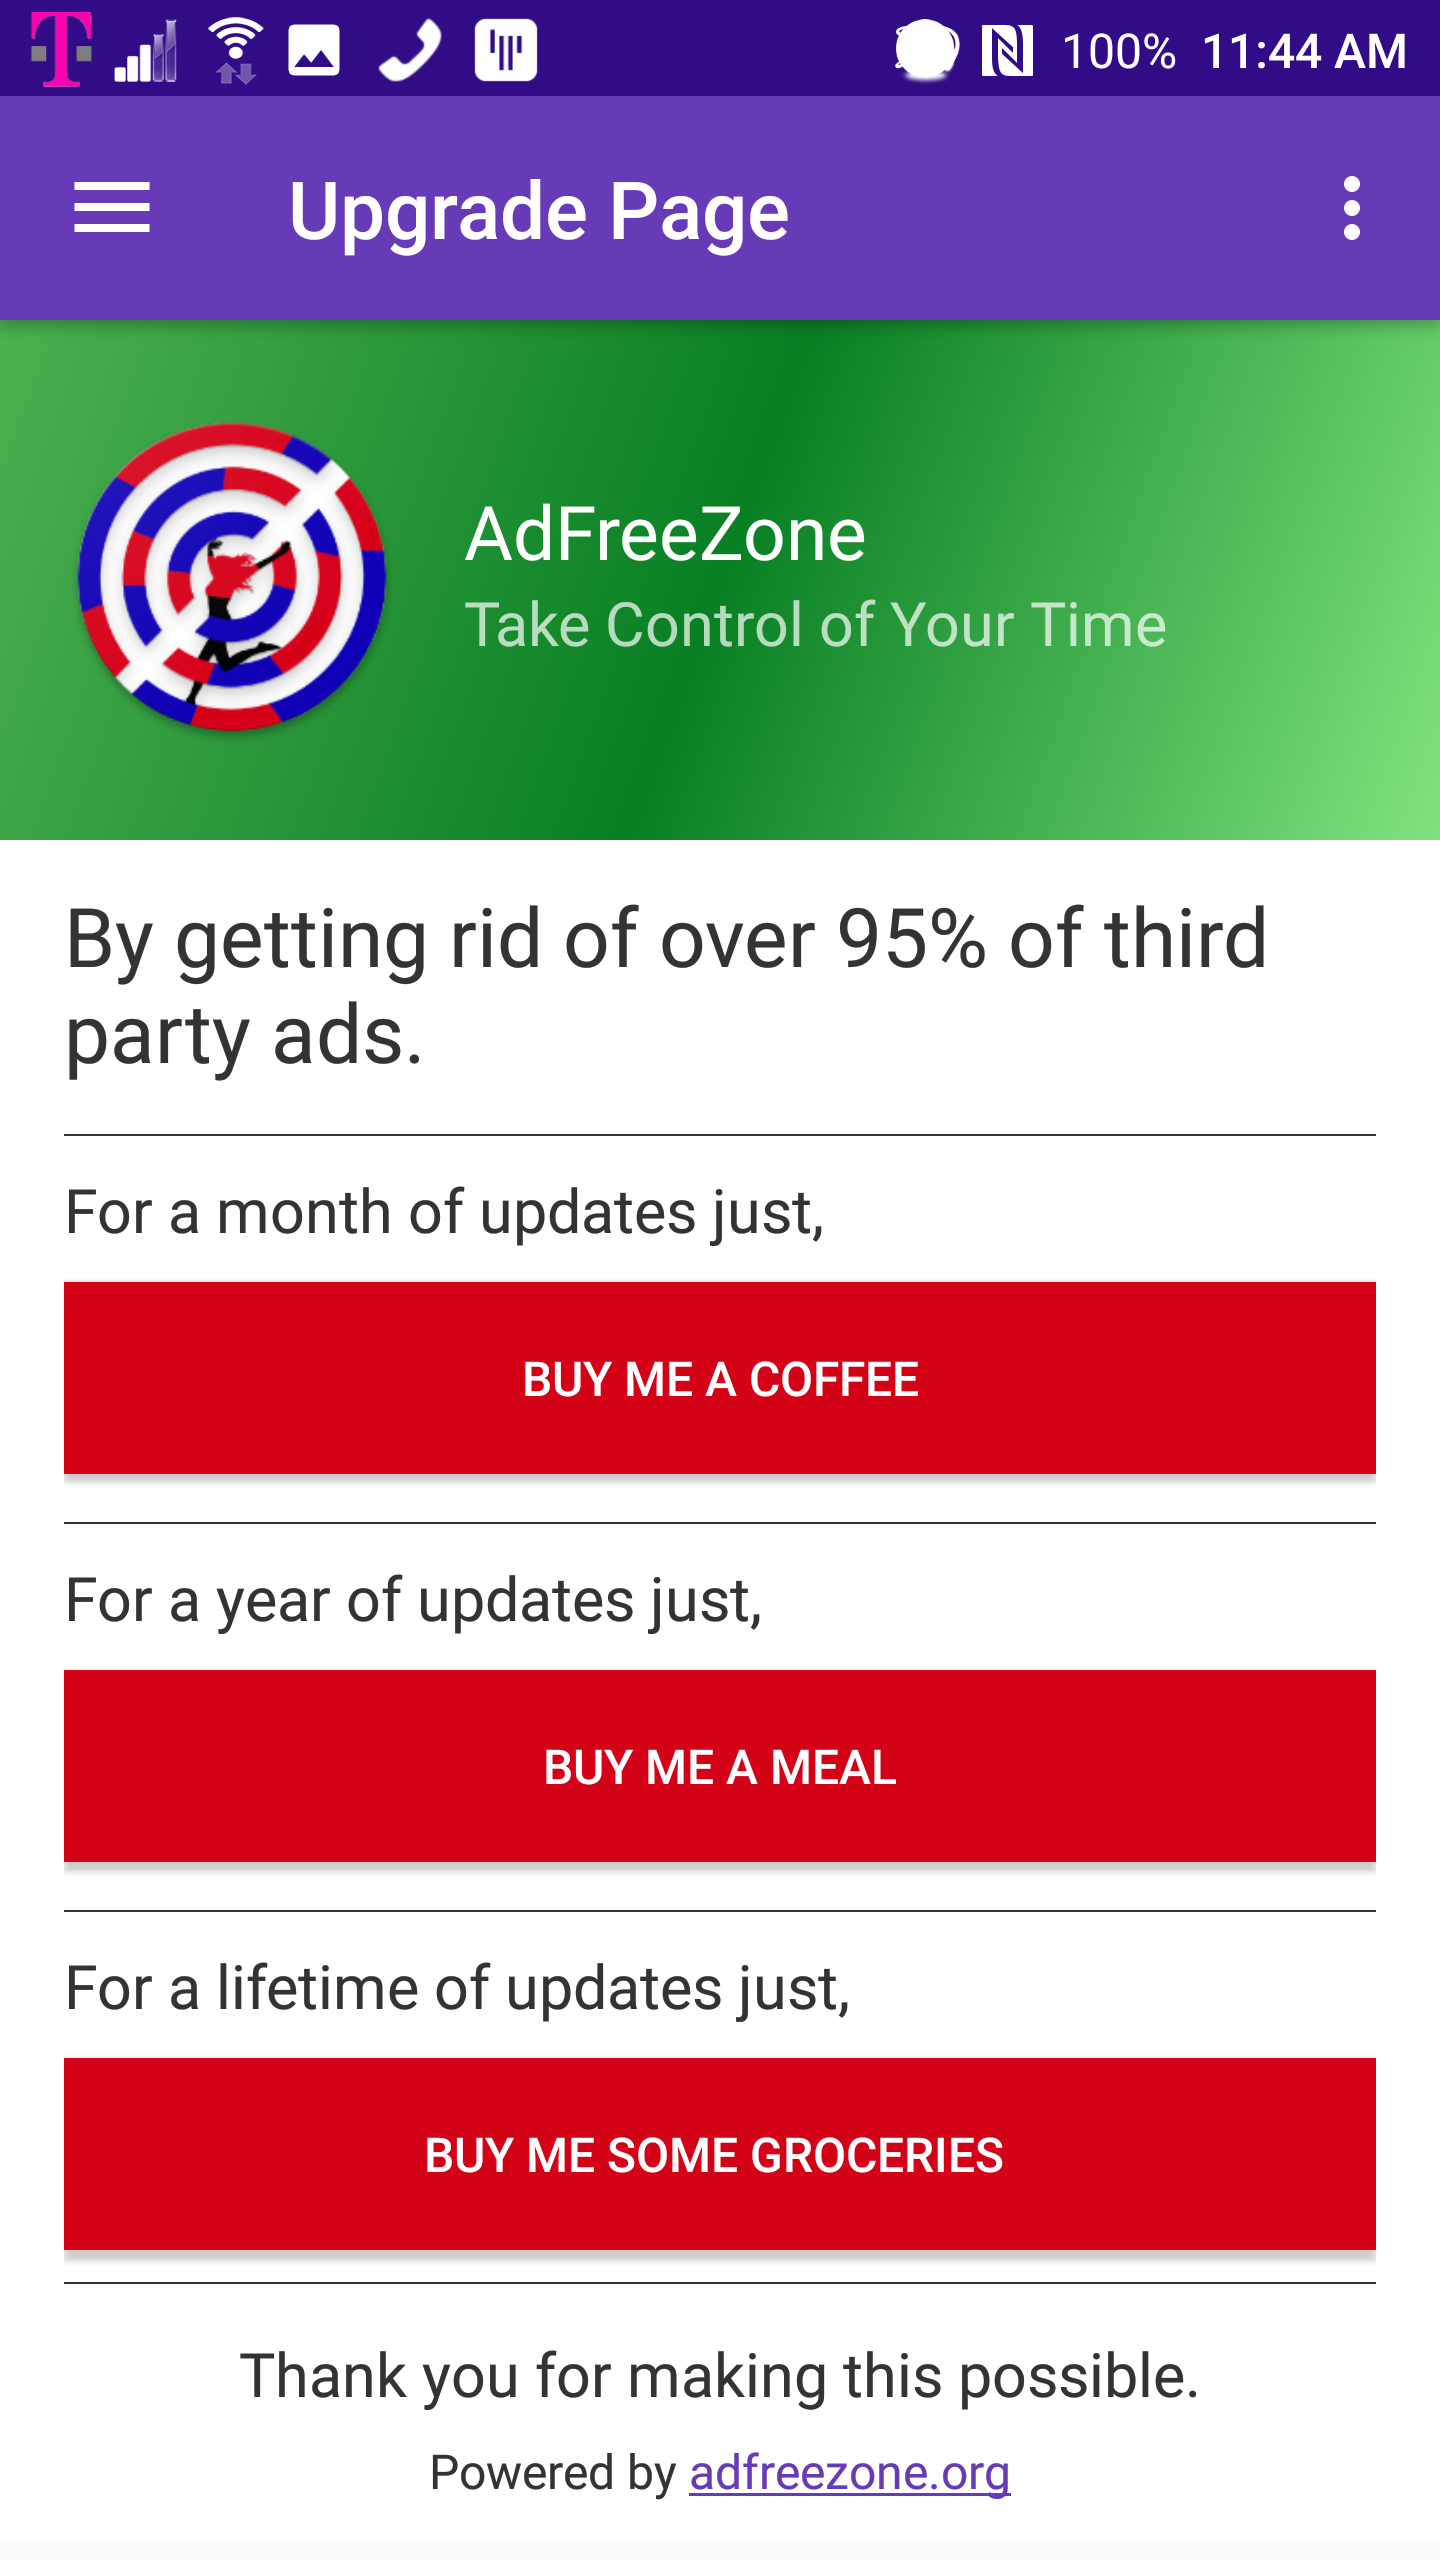 100% 11:44 AM
Upgrade Page
AdFreeZone
Take Control of Your Time
By getting rid of over 95% of third
party ads.
For a month of updates just,
BUY ME A COFFEE
For a year of updates just,
BUY ME A MEAL
For a lifetime of updates just,
BUY ME SOME GROCERIES
Thank you for making this possible.
Powered by adfreezone.org